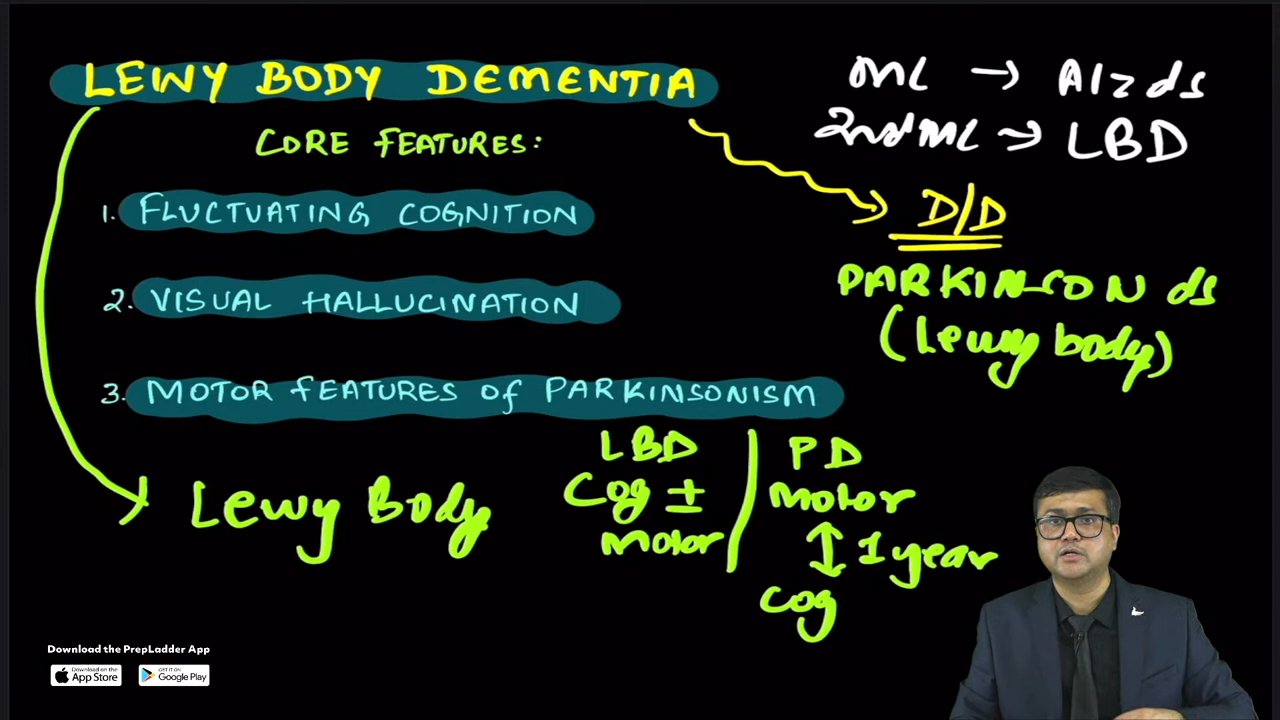 LEWY BODY DEMENTIA
CORE FEATURES:
1. FLUCTUATING COGNITION
2. VISUAL HALLUCINATION
3. MOTOR FEATURES of PARKINSONISM
Lewy Body
ML → Alz ds
2nd ML → LBD
D/D
PARKINSON ds
(Lewy body)
LBD
Cog ±
motor
PD
motor
↕ 1 year
cog
Download the PrepLadder App
Download on the App Store
GET IT ON Google Play